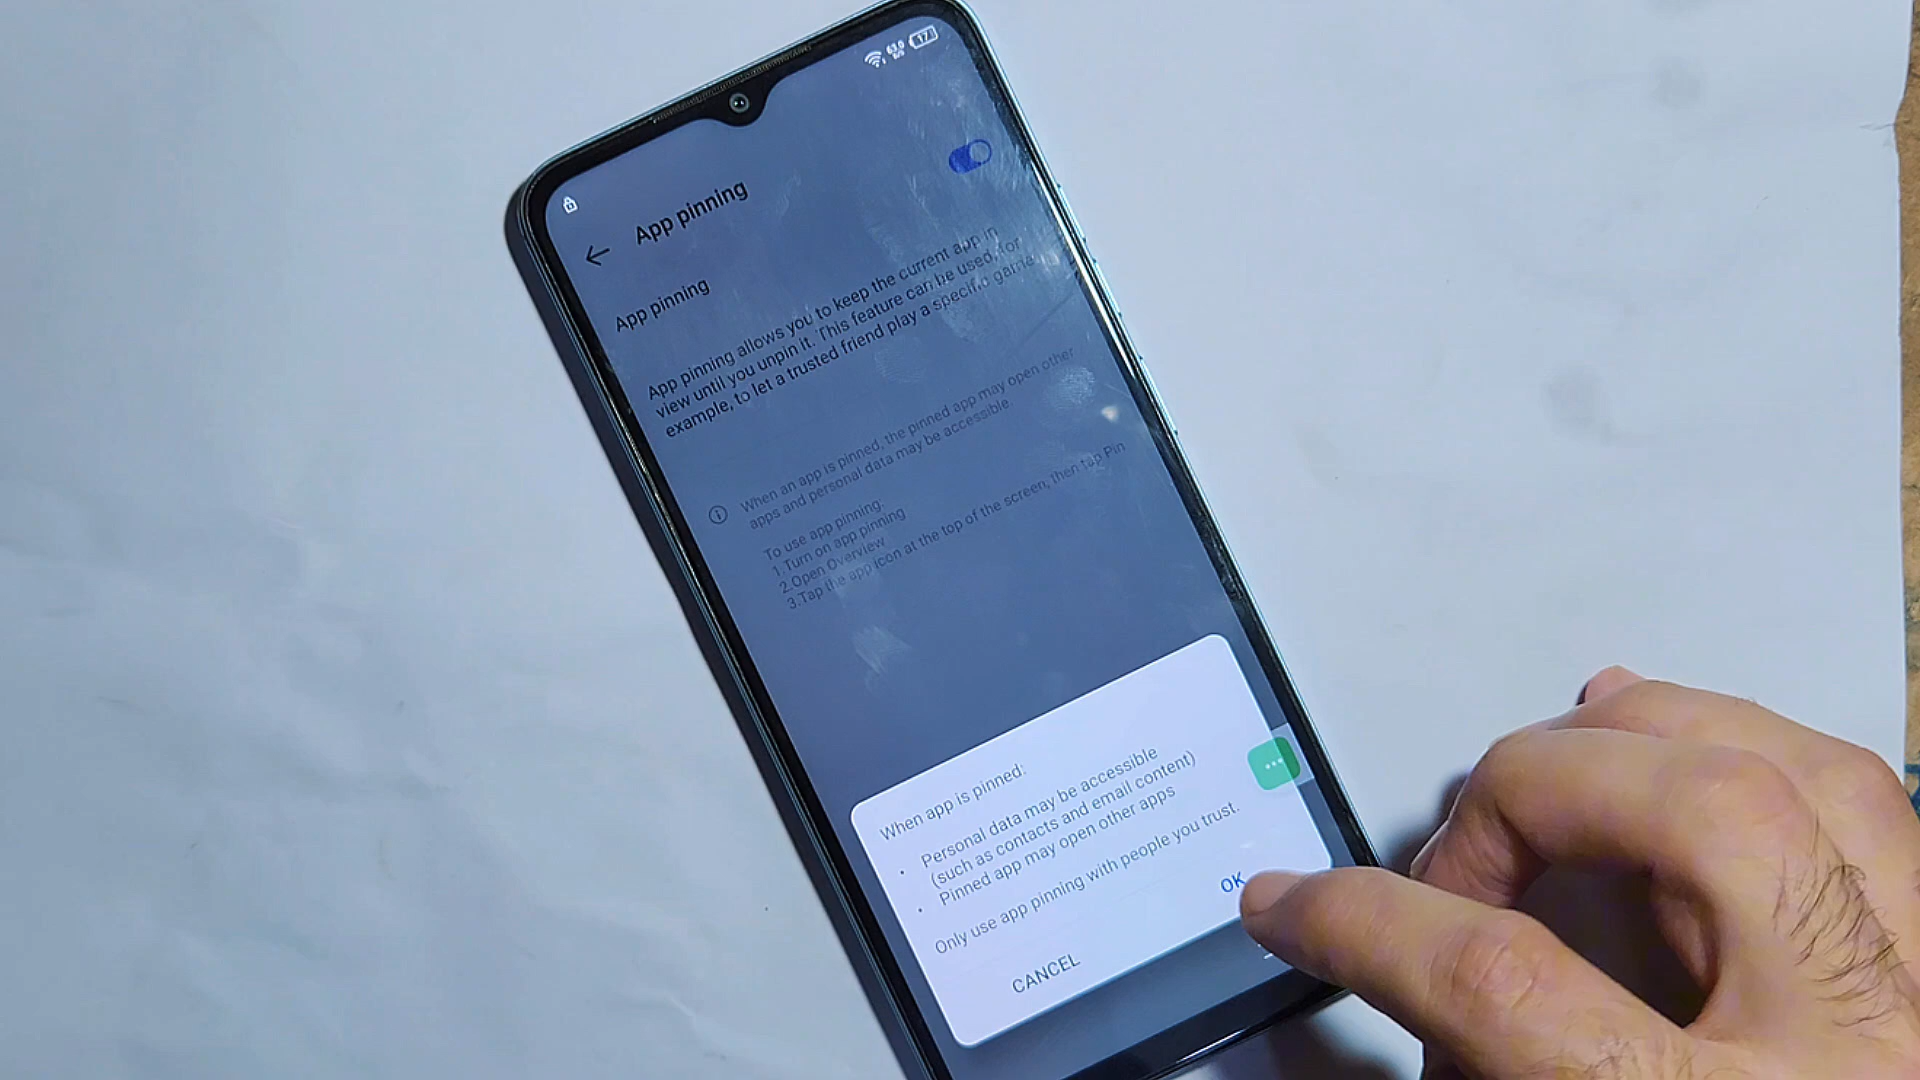 63.0
B/s
17
App pinning
App pinning
App pinning allows you to keep the current app in
view until you unpin it. This feature can be used, for
example, to let a trusted friend play a specific game
When an app is pinned, the pinned app may open other
apps and personal data may be accessible.
To use app pinning:
1.Turn on app pinning
2.Open Overview
3.Tap the app icon at the top of the screen, then tap Pin
When app is pinned:
• Personal data may be accessible
(such as contacts and email content)
• Pinned app may open other apps
Only use app pinning with people you trust.
CANCEL
OK